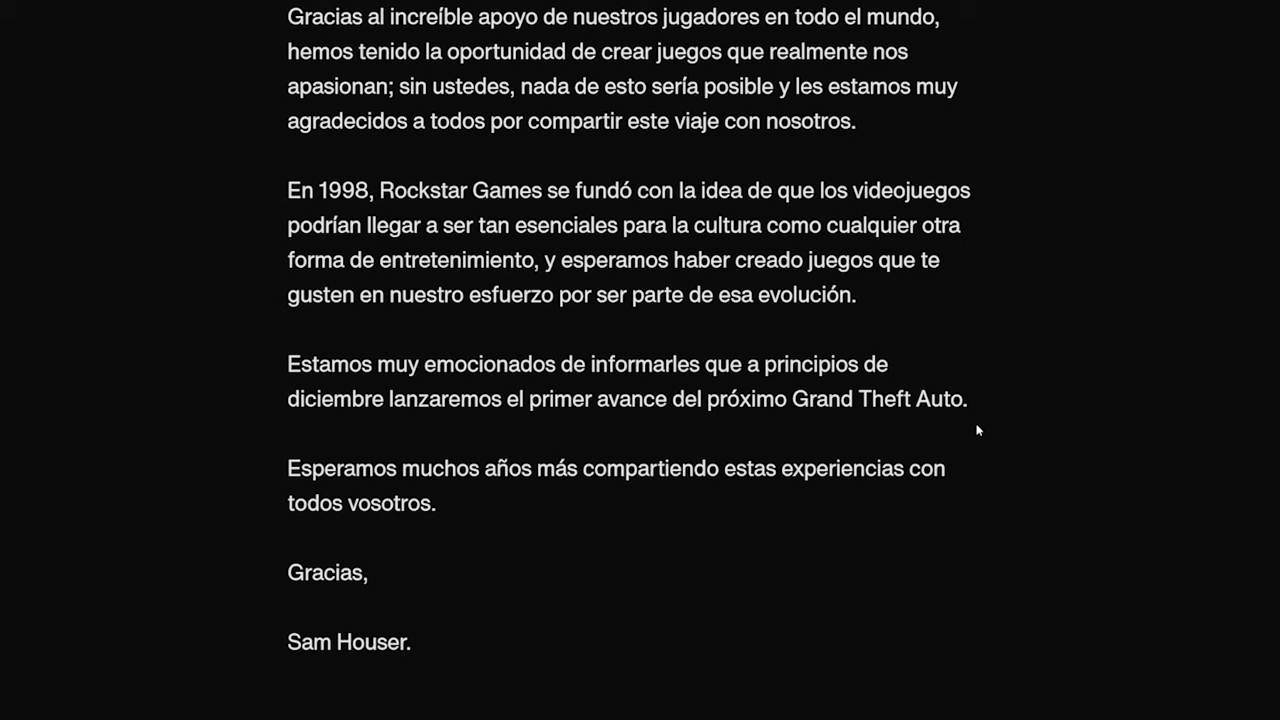 Gracias al increíble apoyo de nuestros jugadores en todo el mundo,
hemos tenido la oportunidad de crear juegos que realmente nos
apasionan; sin ustedes, nada de esto sería posible y les estamos muy
agradecidos a todos por compartir este viaje con nosotros.
En 1998, Rockstar Games se fundó con la idea de que los videojuegos
podrían llegar a ser tan esenciales para la cultura como cualquier otra
forma de entretenimiento, y esperamos haber creado juegos que te
gusten en nuestro esfuerzo por ser parte de esa evolución.
Estamos muy emocionados de informarles que a principios de
diciembre lanzaremos el primer avance del próximo Grand Theft Auto.
Esperamos muchos años más compartiendo estas experiencias con
todos vosotros.
Gracias,
Sam Houser.